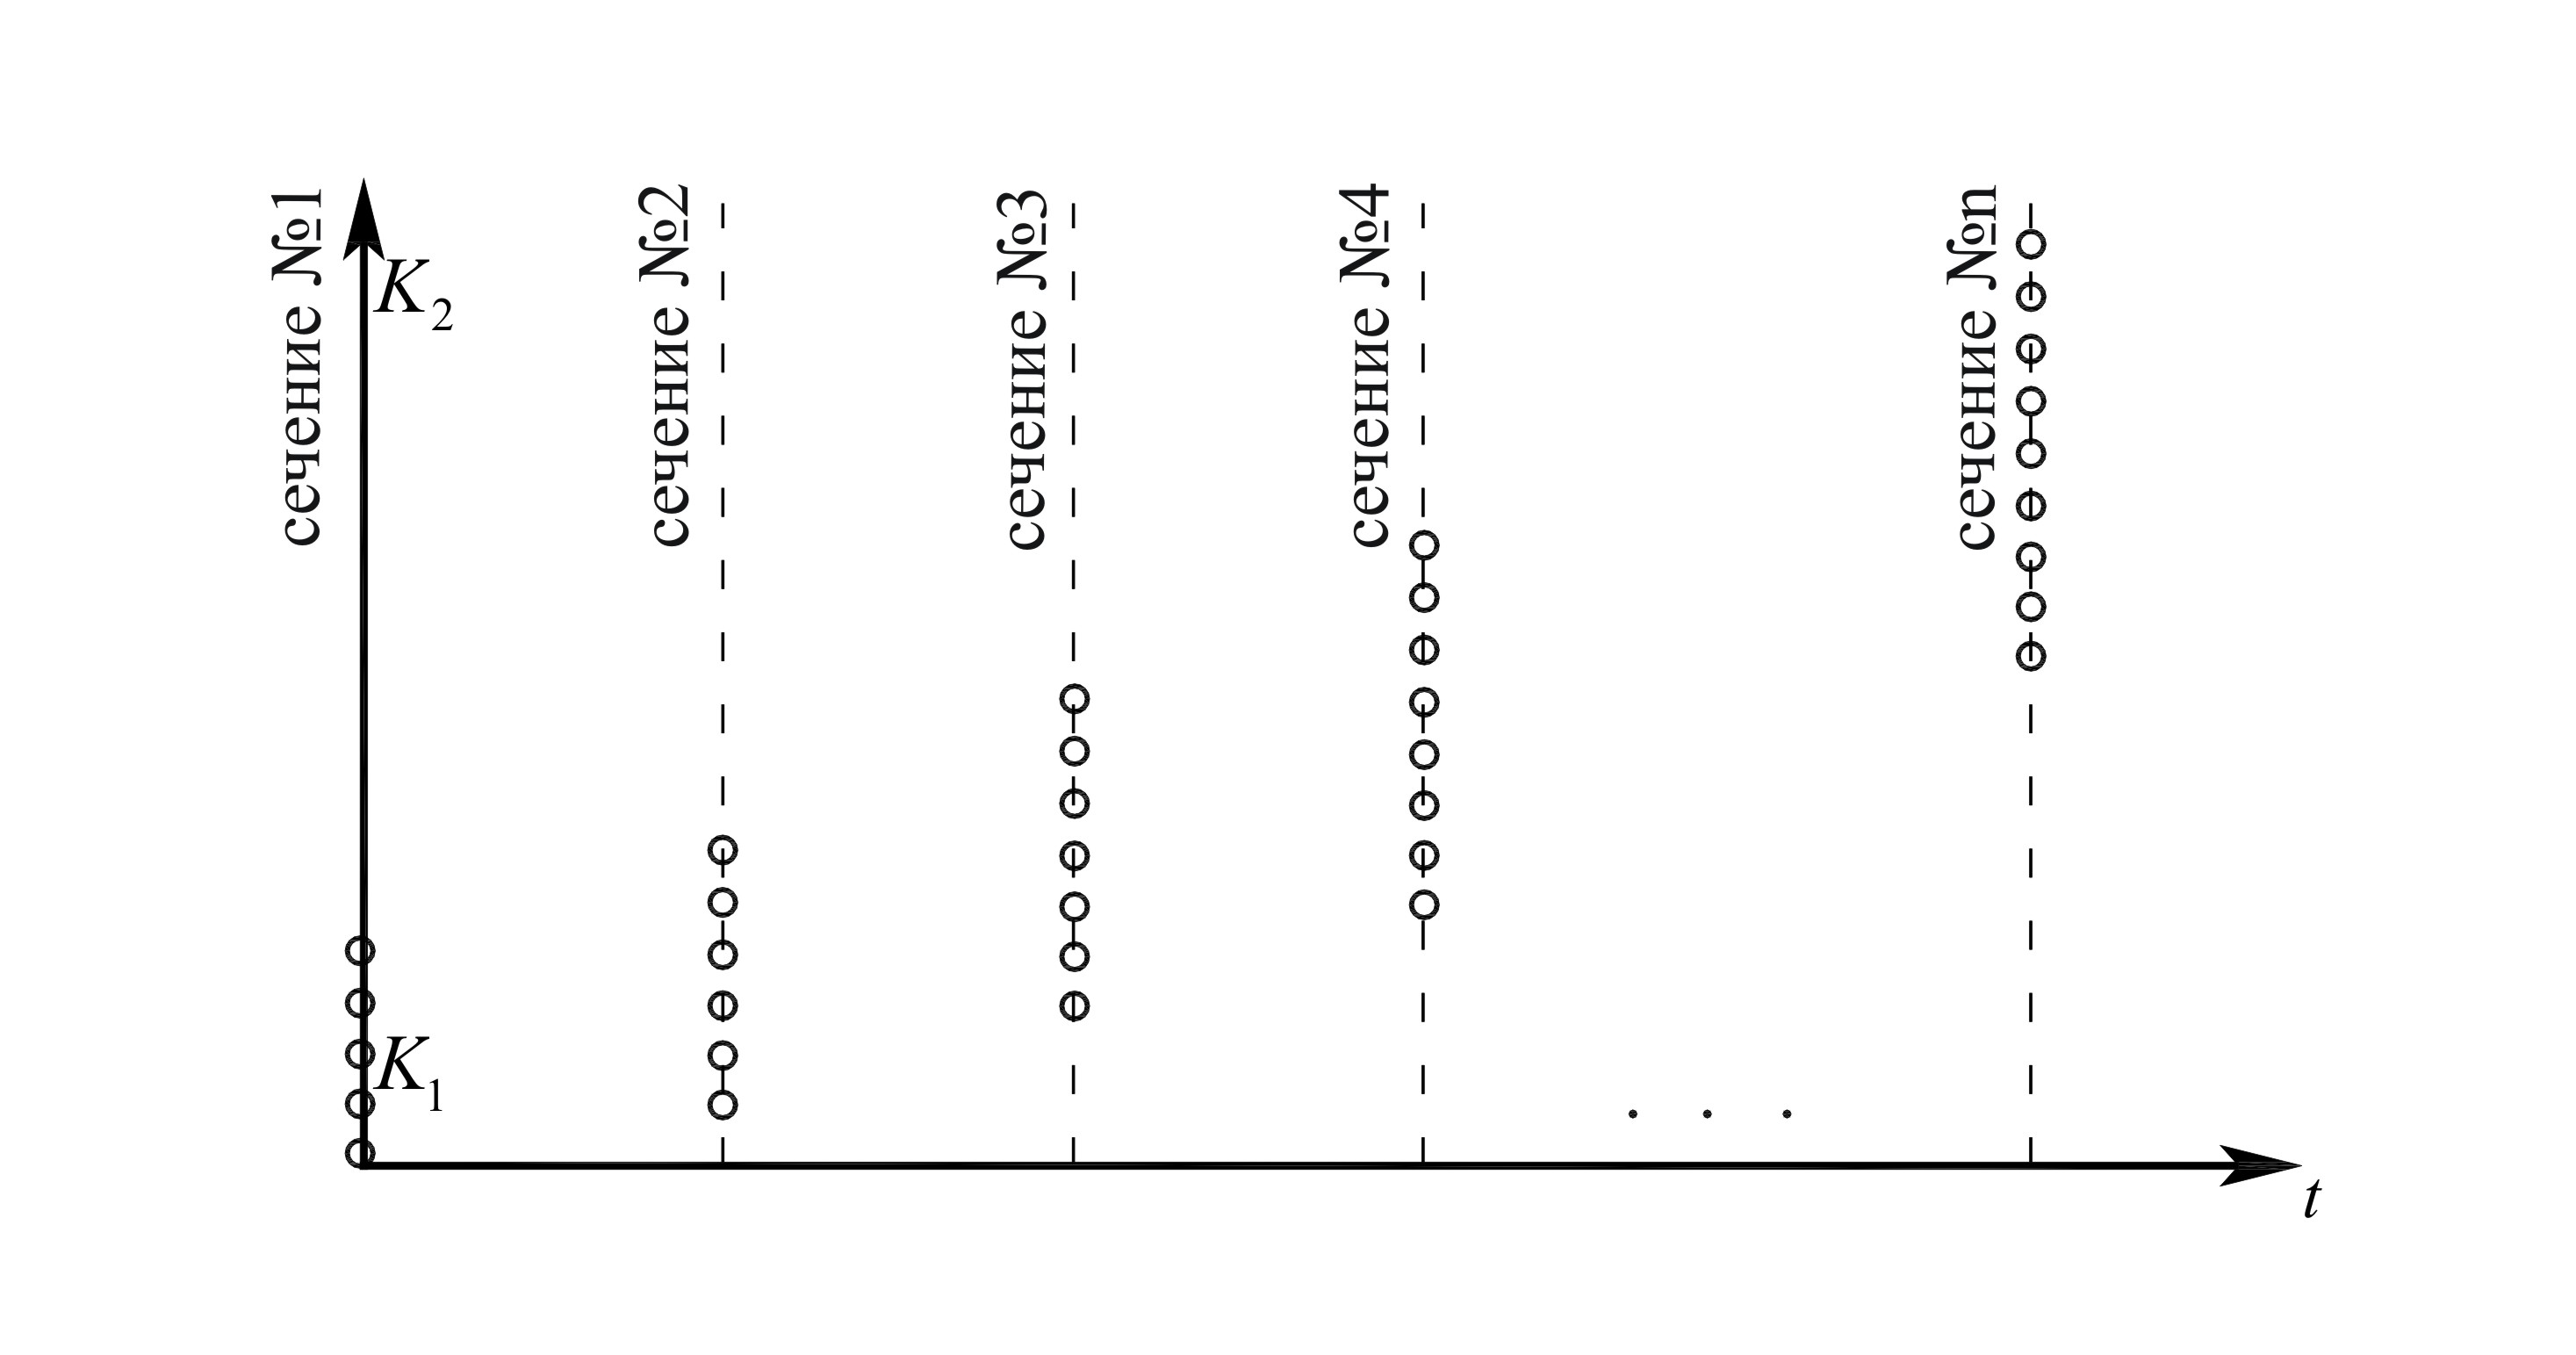 сечение №1
сечение №2
сечение №3
сечение №4
сечение №n
K₂
K₁
. . .
t